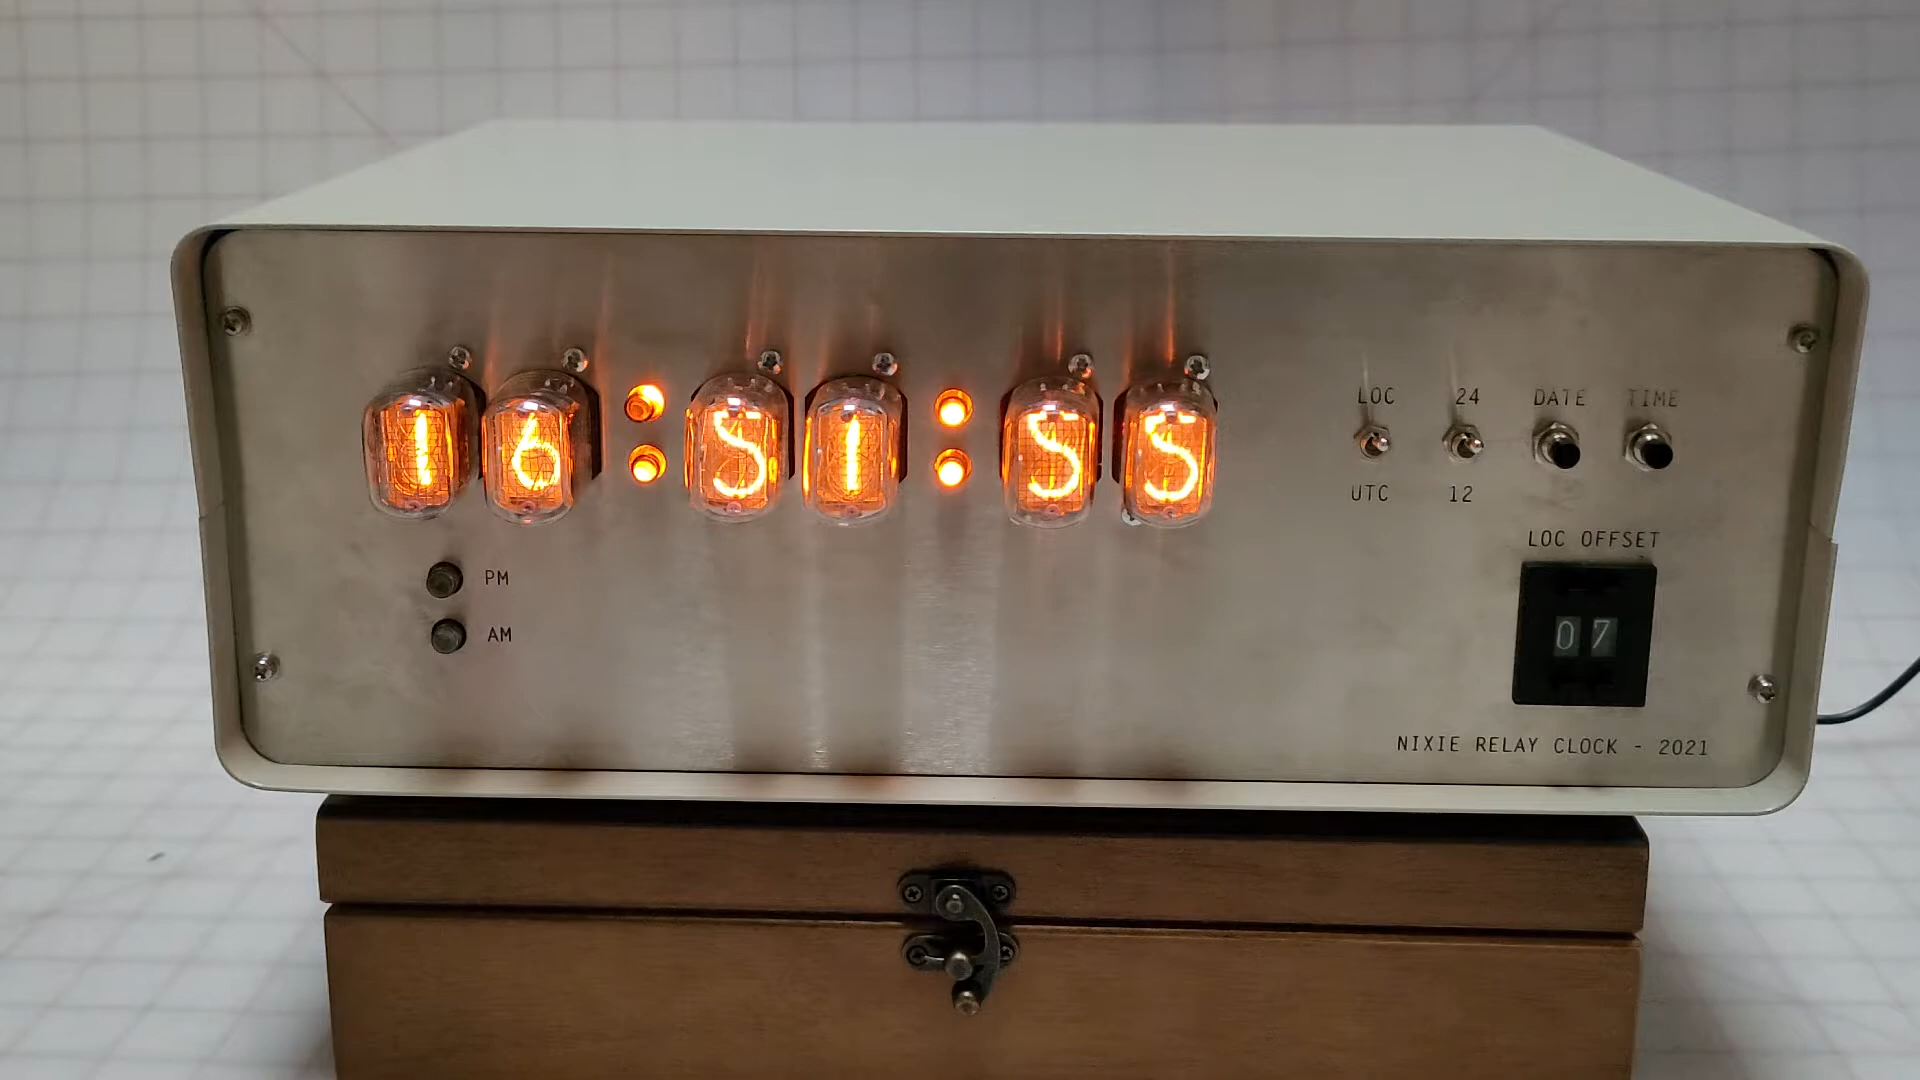 16:51:55
LOC 24 DATE TIME
UTC 12
LOC OFFSET
PM
AM
07
NIXIE RELAY CLOCK - 2021